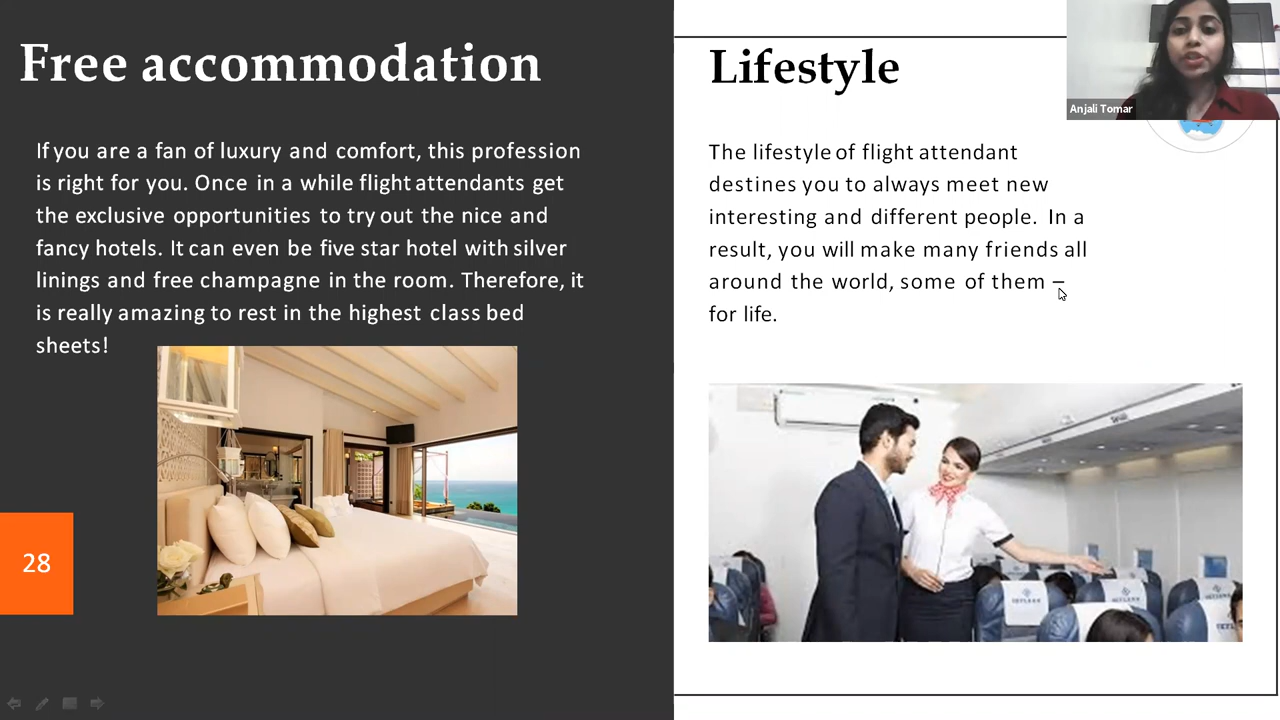 Free accommodation
If you are a fan of luxury and comfort, this profession
is right for you. Once in a while flight attendants get
the exclusive opportunities to try out the nice and
fancy hotels. It can even be five star hotel with silver
linings and free champagne in the room. Therefore, it
is really amazing to rest in the highest class bed
sheets!
28
Lifestyle
The lifestyle of flight attendant
destines you to always meet new
interesting and different people. In a
result, you will make many friends all
around the world, some of them –
for life.
Anjali Tomar